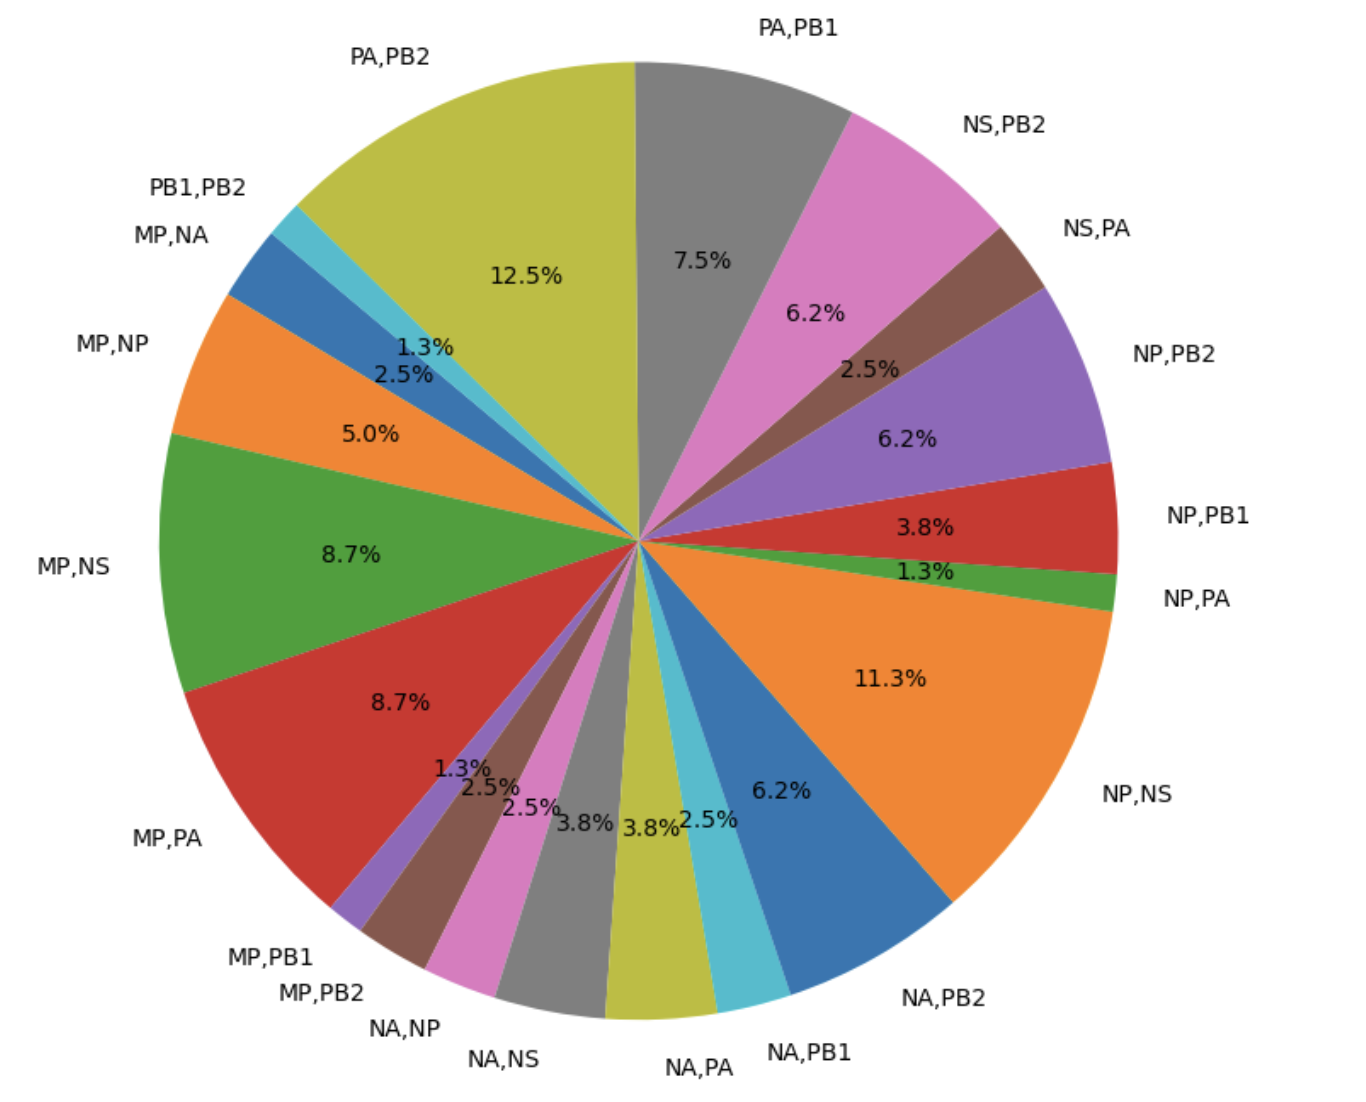 PA,PB1
PA,PB2
NS,PB2
PB1,PB2
NS,PA
MP,NA
7.5%
12.5%
6.2%
MP,NP
1.3%
NP,PB2
2.5%
2.5%
5.0%
6.2%
NP,PB1
3.8%
8.7%
MP,NS
1.3%
NP,PA
11.3%
8.7%
1.3%
2.5%
6.2%
NP,NS
2.5%
3.8%
3.8%
2.5%
MP,PA
MP,PB1
MP,PB2
NA,PB2
NA,NP
NA,NS
NA,PB1
NA,PA